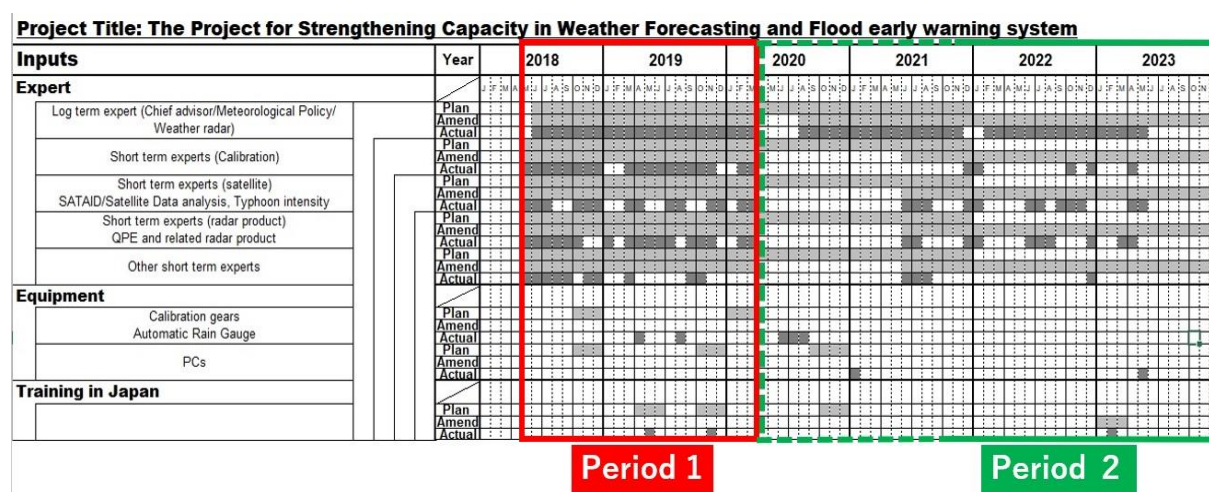 Project Title: The Project for Strengthening Capacity in Weather Forecasting and Flood early warning system
Inputs Year 2018 2019 2020 2021 2022 2023
Expert J F M A M J J A S O N D J F M A M J J A S O N D J F M A M J J A S O N D J F M A M J J A S O N D J F M A M J J A S O N D J F M A M J J A S O N
Log term expert (Chief advisor/Meteorological Policy/
Weather radar)
Plan
Amend
Actual
Short term experts (Calibration)
Plan
Amend
Actual
Short term experts (satellite)
SATAID/Satellite Data analysis, Typhoon intensity
Plan
Amend
Actual
Short term experts (radar product)
QPE and related radar product
Plan
Amend
Actual
Other short term experts
Plan
Amend
Actual
Equipment
Calibration gears
Automatic Rain Gauge
Plan
Amend
Actual
PCs
Plan
Amend
Actual
Training in Japan
Plan
Amend
Actual
Period 1
Period 2